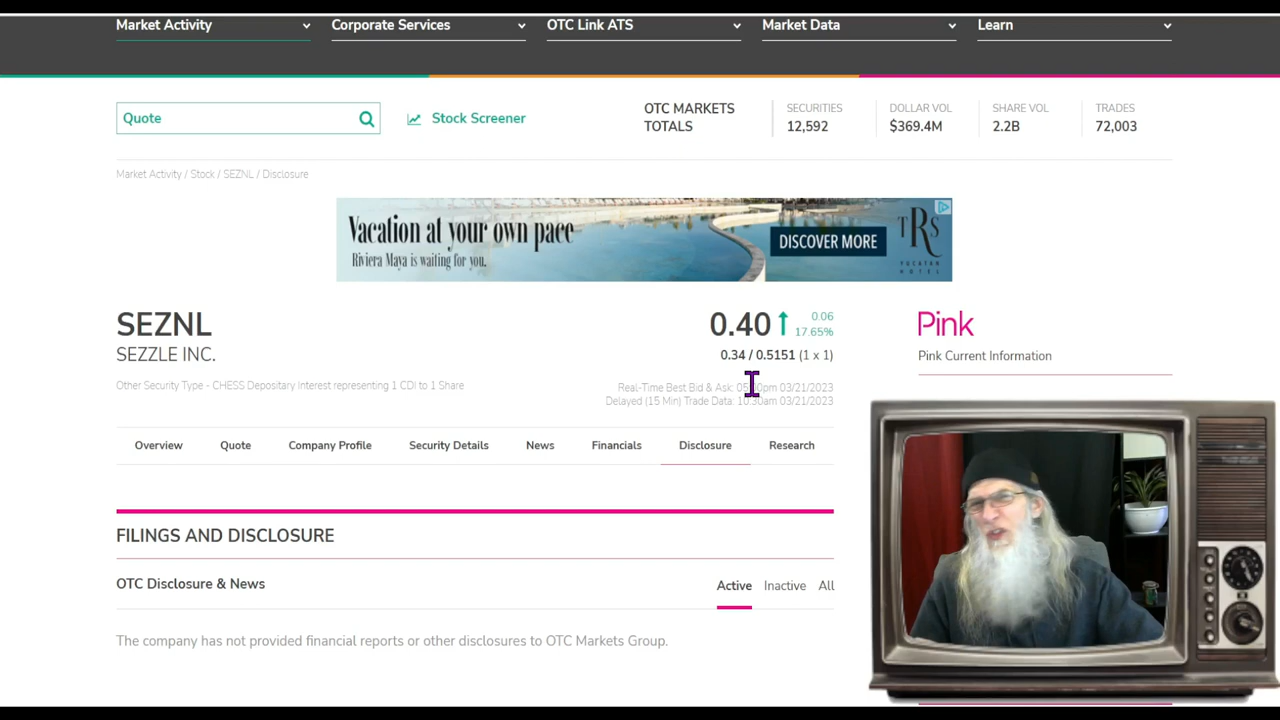 Market Activity Corporate Services OTC Link ATS Market Data Learn
Quote
Stock Screener
OTC MARKETS TOTALS
SECURITIES 12,592
DOLLAR VOL $369.4M
SHARE VOL 2.2B
TRADES 72,003
Market Activity / Stock / SEZNL / Disclosure
Vacation at your own pace
Riviera Maya is waiting for you.
DISCOVER MORE
TRS
YUCATAN
HOTEL
SEZNL
SEZZLE INC.
Other Security Type - CHESS Depositary Interest representing 1 CDI to 1 Share
0.40 0.06
17.65%
0.34 / 0.5151 (1 x 1)
Real-Time Best Bid & Ask: 03/21/2023
Delayed (15 Min) Trade Data: 10:30am 03/21/2023
Pink
Pink Current Information
Overview Quote Company Profile Security Details News Financials Disclosure Research
FILINGS AND DISCLOSURE
OTC Disclosure & News
Active Inactive All
The company has not provided financial reports or other disclosures to OTC Markets Group.